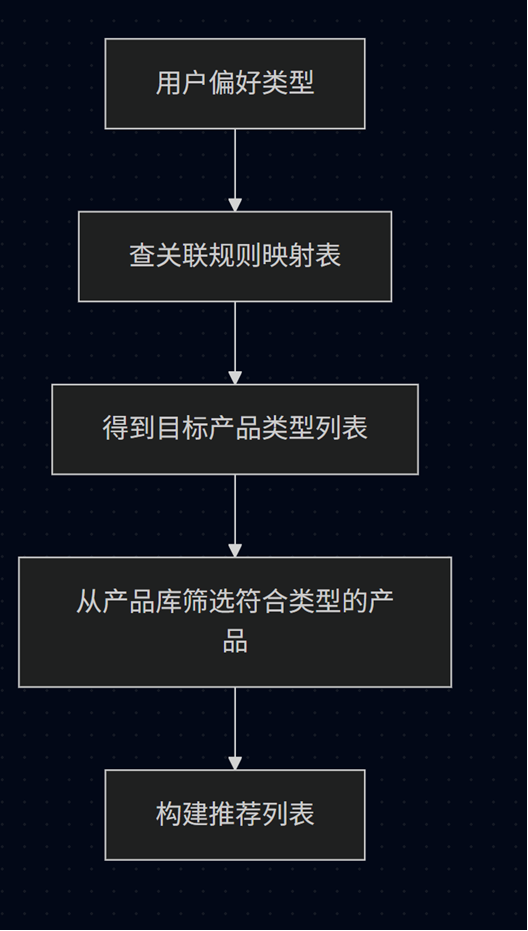 用户偏好类型
查关联规则映射表
得到目标产品类型列表
从产品库筛选符合类型的产
品
构建推荐列表